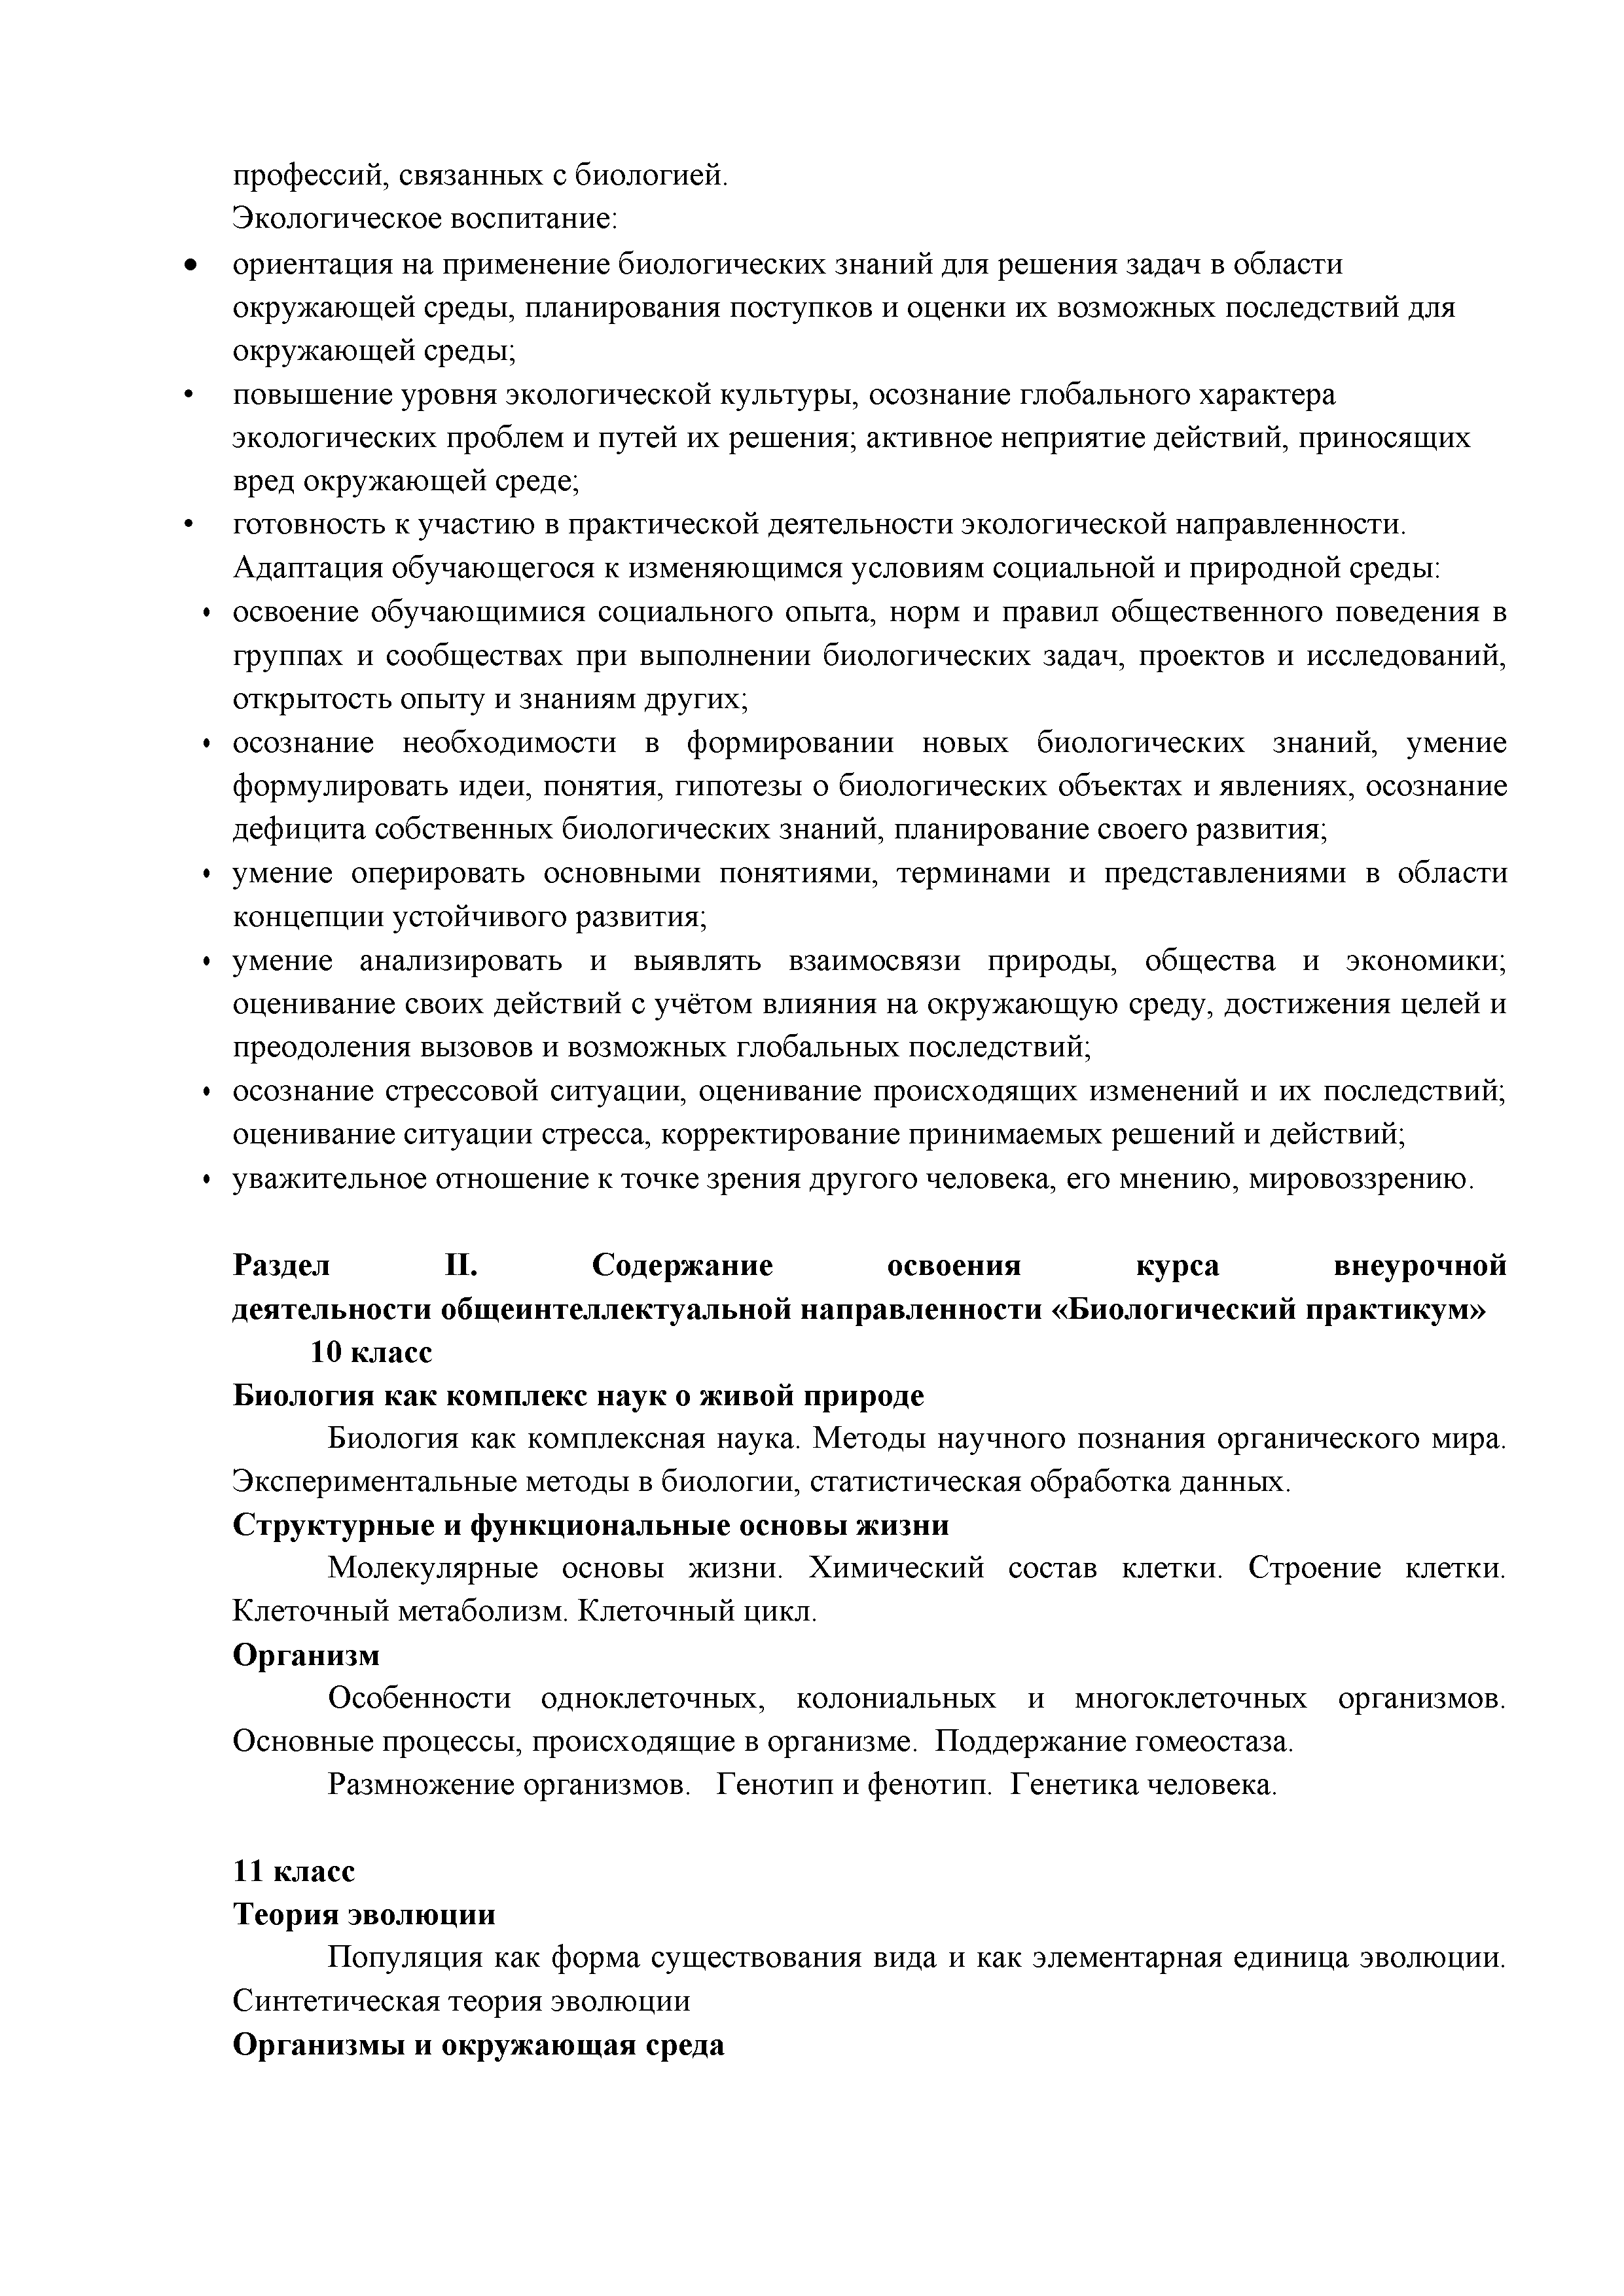 профессий, связанных с биологией.
Экологическое воспитание:
● ориентация на применение биологических знаний для решения задач в области
окружающей среды, планирования поступков и оценки их возможных последствий для
окружающей среды;
• повышение уровня экологической культуры, осознание глобального характера
экологических проблем и путей их решения; активное неприятие действий, приносящих
вред окружающей среде;
• готовность к участию в практической деятельности экологической направленности.
Адаптация обучающегося к изменяющимся условиям социальной и природной среды:
• освоение обучающимися социального опыта, норм и правил общественного поведения в
группах и сообществах при выполнении биологических задач, проектов и исследований,
открытость опыту и знаниям других;
• осознание необходимости в формировании новых биологических знаний, умение
формулировать идеи, понятия, гипотезы о биологических объектах и явлениях, осознание
дефицита собственных биологических знаний, планирование своего развития;
• умение оперировать основными понятиями, терминами и представлениями в области
концепции устойчивого развития;
• умение анализировать и выявлять взаимосвязи природы, общества и экономики;
оценивание своих действий с учётом влияния на окружающую среду, достижения целей и
преодоления вызовов и возможных глобальных последствий;
• осознание стрессовой ситуации, оценивание происходящих изменений и их последствий;
оценивание ситуации стресса, корректирование принимаемых решений и действий;
• уважительное отношение к точке зрения другого человека, его мнению, мировоззрению.
Раздел II. Содержание освоения курса внеурочной
деятельности общеинтеллектуальной направленности «Биологический практикум»
10 класс
Биология как комплекс наук о живой природе
Биология как комплексная наука. Методы научного познания органического мира.
Экспериментальные методы в биологии, статистическая обработка данных.
Структурные и функциональные основы жизни
Молекулярные основы жизни. Химический состав клетки. Строение клетки.
Клеточный метаболизм. Клеточный цикл.
Организм
Особенности одноклеточных, колониальных и многоклеточных организмов.
Основные процессы, происходящие в организме. Поддержание гомеостаза.
Размножение организмов. Генотип и фенотип. Генетика человека.
11 класс
Теория эволюции
Популяция как форма существования вида и как элементарная единица эволюции.
Синтетическая теория эволюции
Организмы и окружающая среда